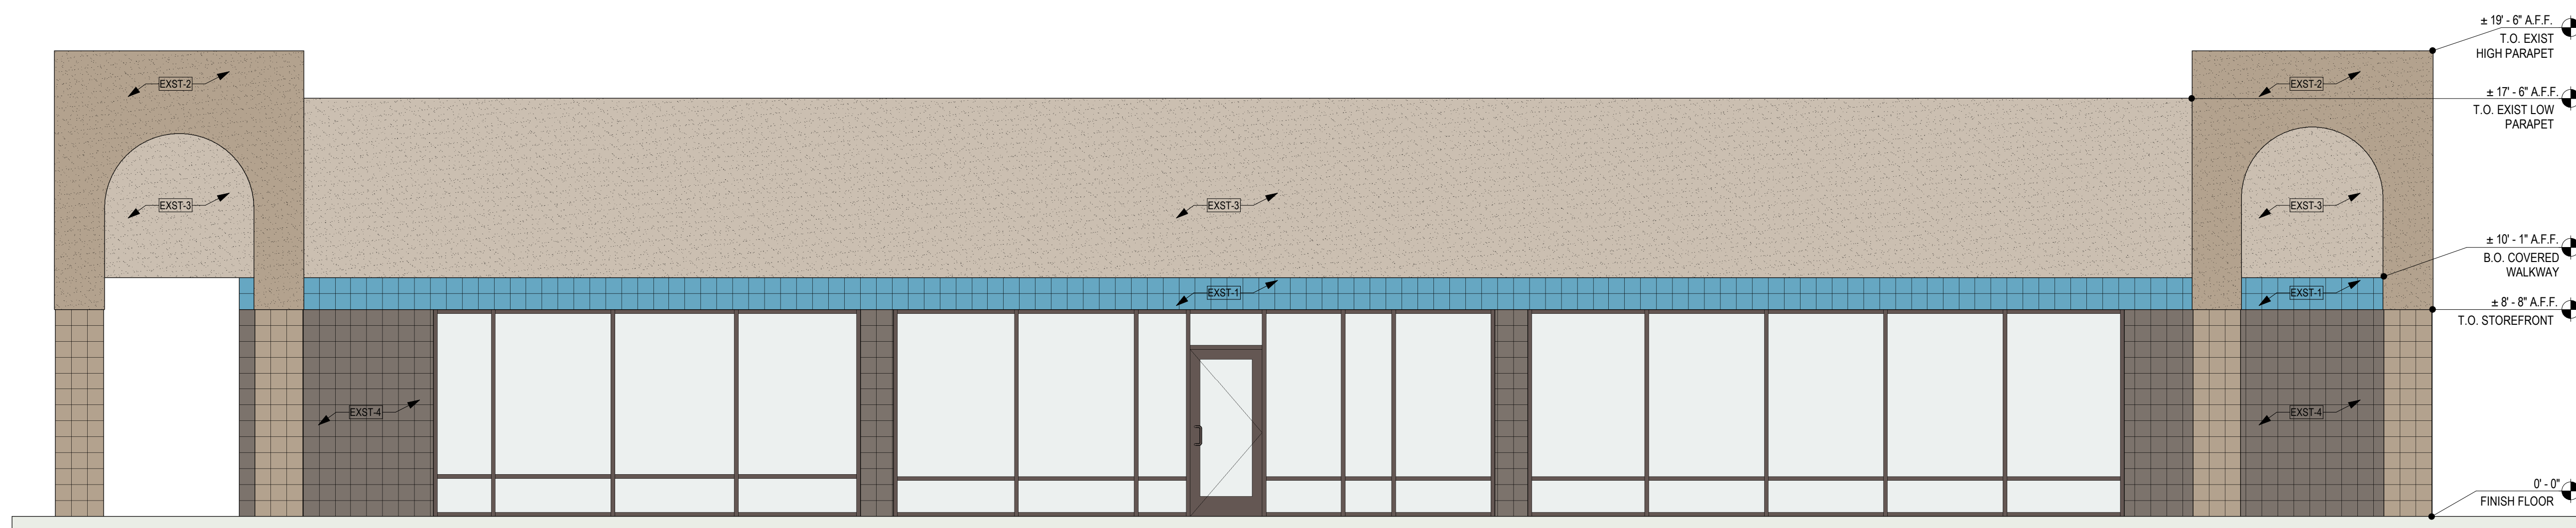 ± 19' - 6" A.F.F.
T.O. EXIST
HIGH PARAPET
EXST-2
EXST-2
± 17' - 6" A.F.F.
T.O. EXIST LOW
PARAPET
EXST-3
EXST-3
EXST-3
± 10' - 1" A.F.F.
B.O. COVERED
WALKWAY
EXST-1
EXST-1
± 8' - 8" A.F.F.
T.O. STOREFRONT
EXST-4
EXST-4
0' - 0"
FINISH FLOOR